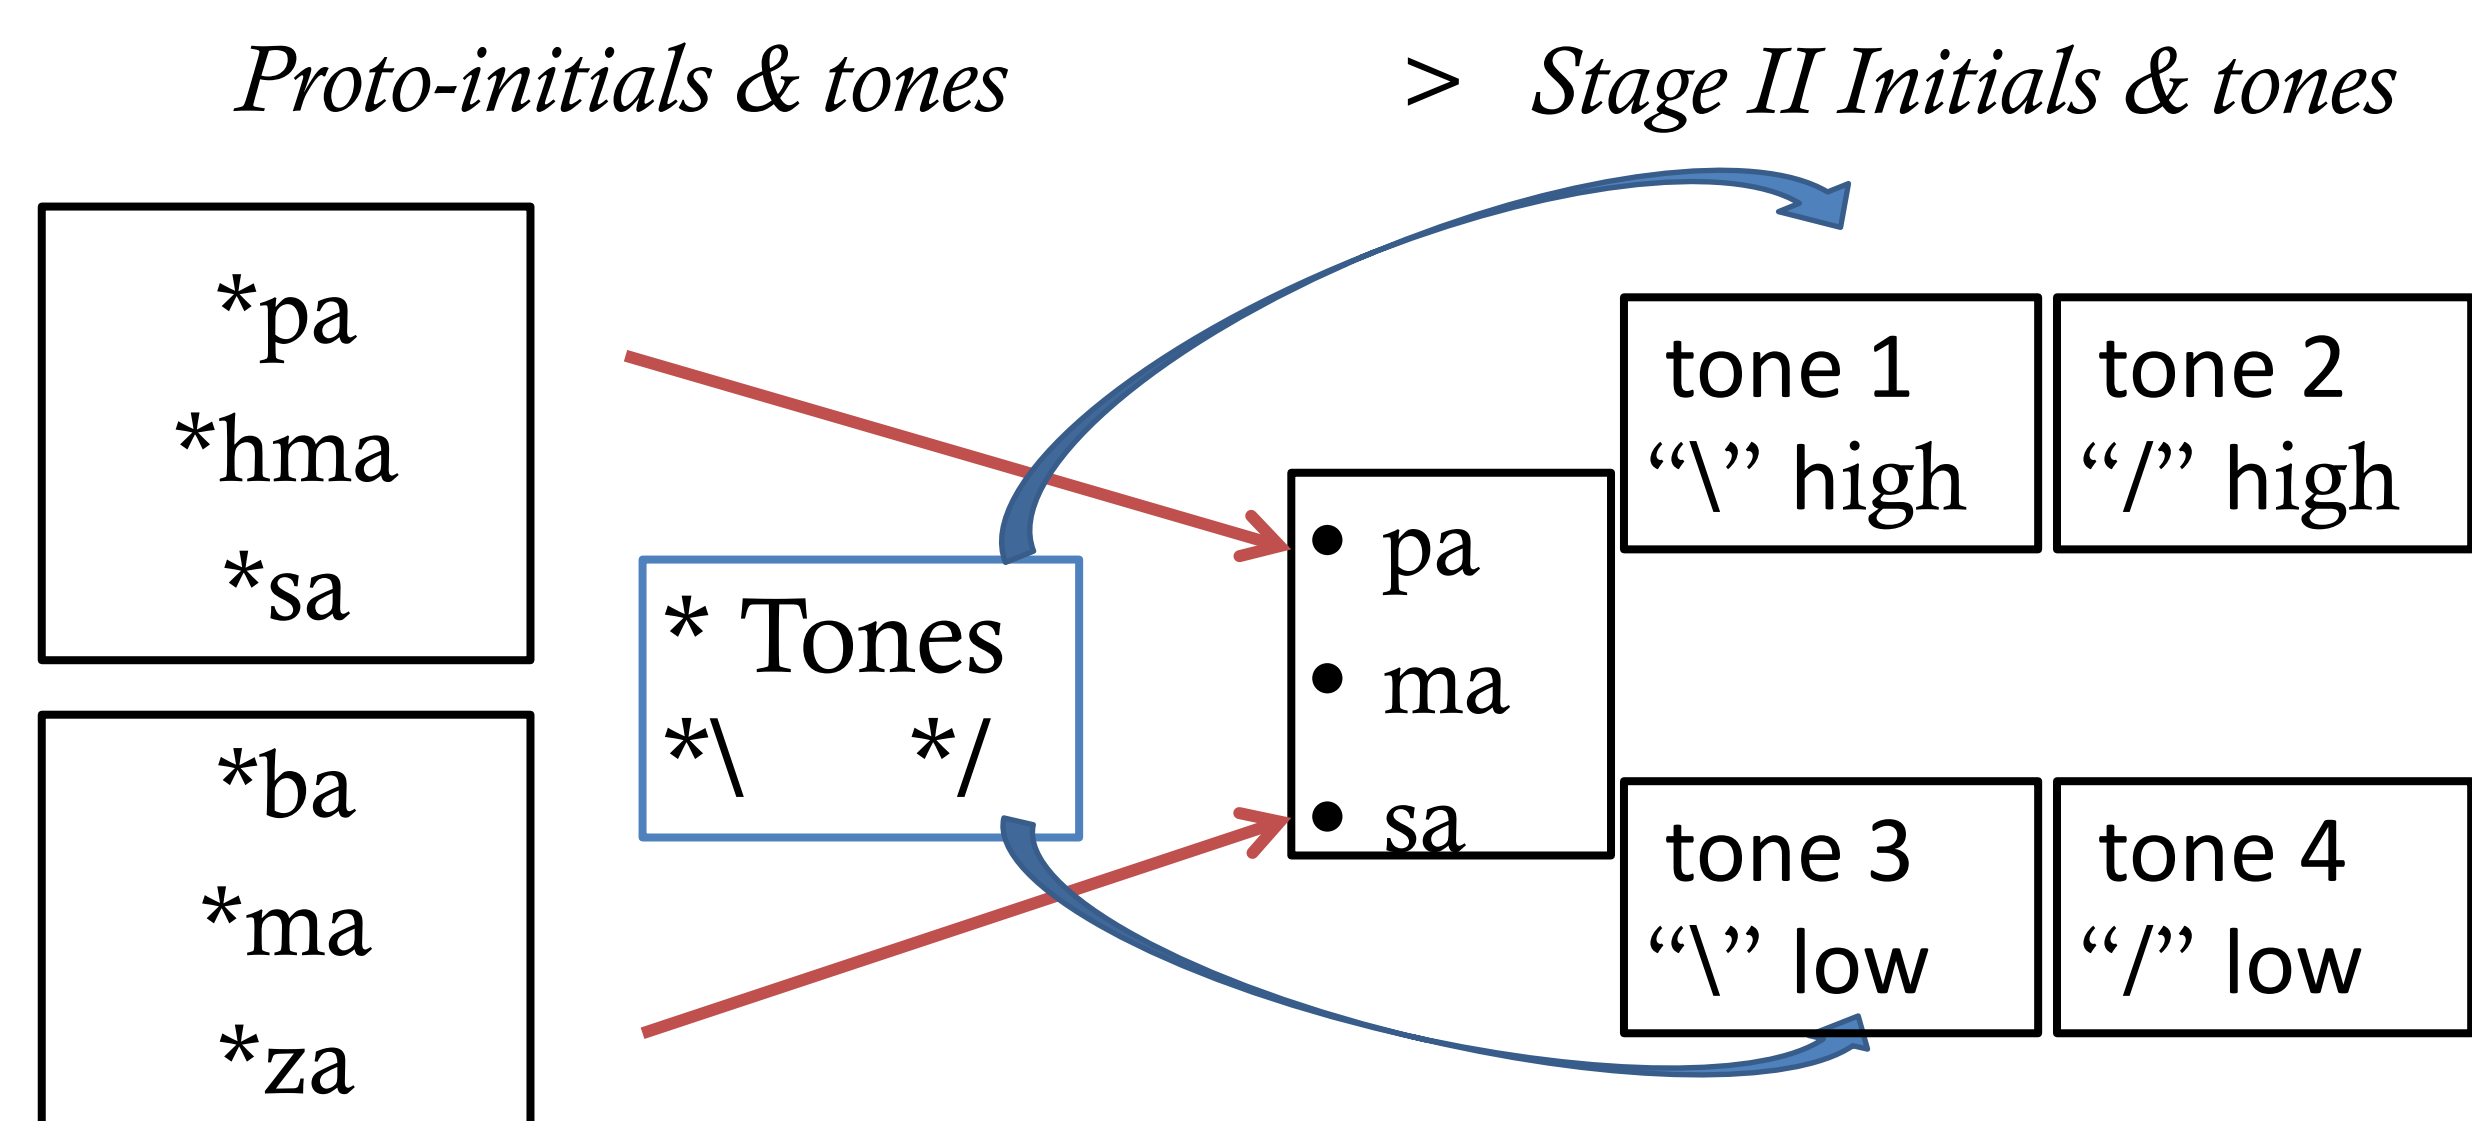 Proto-initials & tones > Stage II Initials & tones
*pa
*hma
*sa
*ba
*ma
*za
* Tones
*\ */
• pa
• ma
• sa
tone 1
“\” high
tone 2
“/” high
tone 3
“\” low
tone 4
“/” low